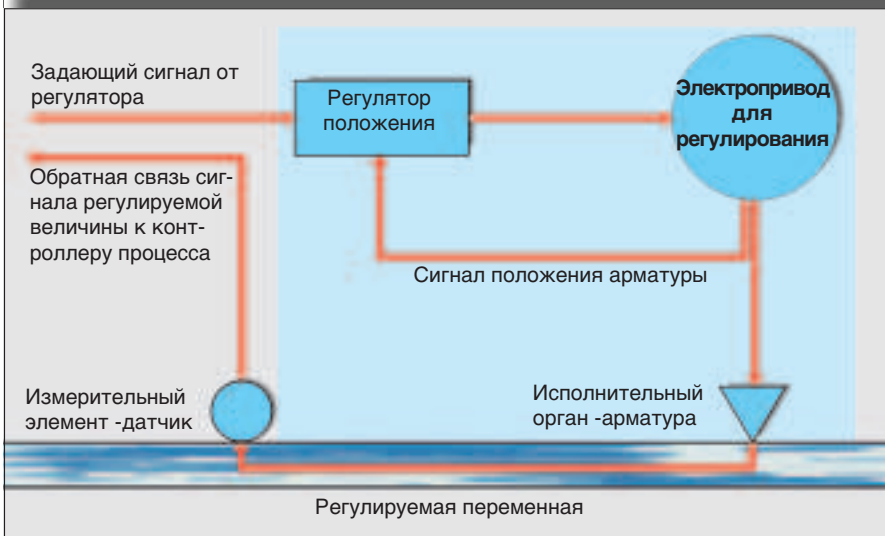 Задающий сигнал от
регулятора
Регулятор
положения
Электропривод
для
регулирования
Обратная связь сиг-
нала регулируемой
величины к конт-
роллеру процесса
Сигнал положения арматуры
Измерительный
элемент -датчик
Исполнительный
орган -арматура
Регулируемая переменная